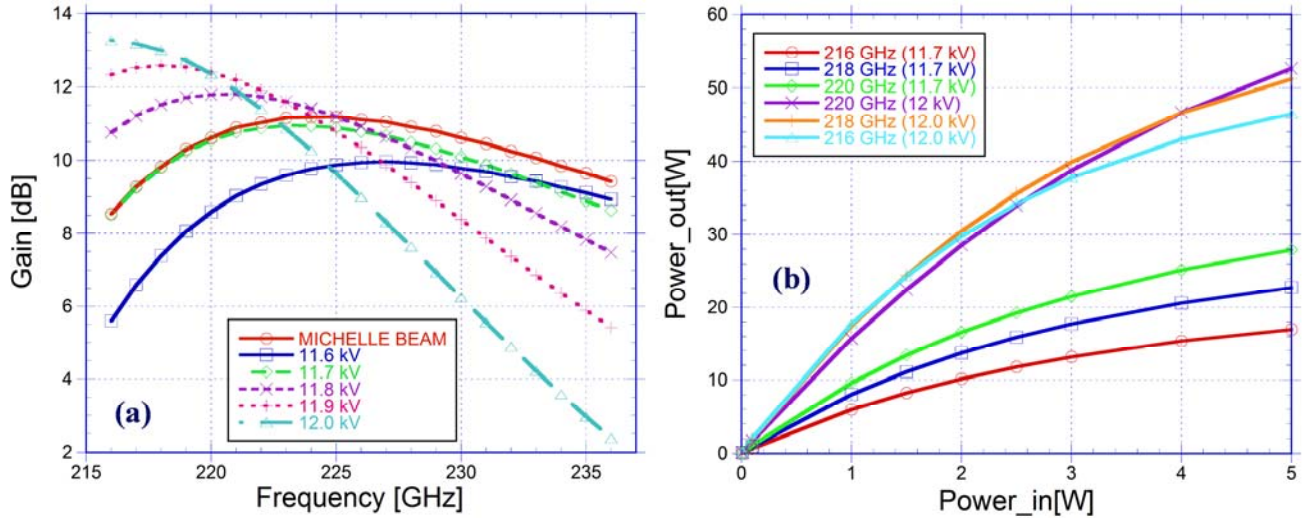 14
12
10
8
6
4
2
Gain [dB]
215
220
225
230
235
Frequency [GHz]
MICHELLE BEAM
11.6 kV
11.7 kV
11.8 kV
11.9 kV
12.0 kV
(a)
60
50
40
30
20
10
0
Power_out[W]
0
1
2
3
4
5
Power_in[W]
216 GHz (11.7 kV)
218 GHz (11.7 kV)
220 GHz (11.7 kV)
220 GHz (12 kV)
218 GHz (12.0 kV)
216 GHz (12.0 kV)
(b)